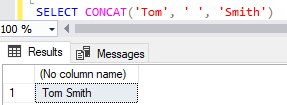 SELECT CONCAT('Tom', ' ', 'Smith')
100 %
Results Messages
(No column name)
1 Tom Smith